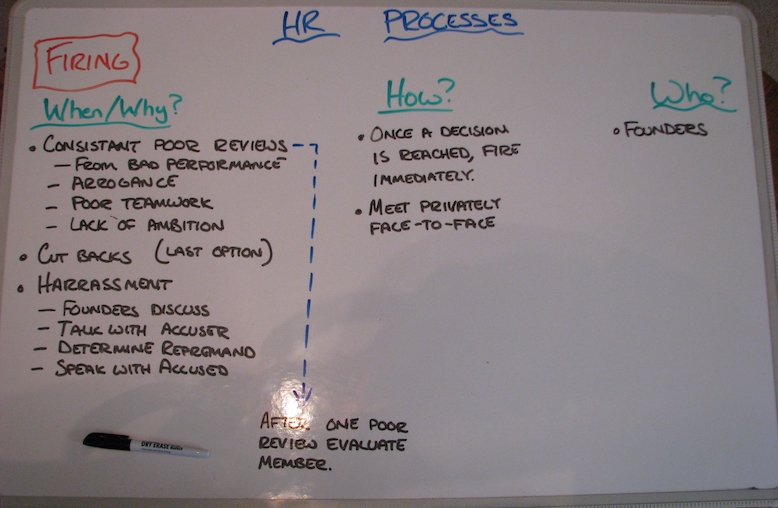 HR PROCESSES
FIRING
When/Why?
• CONSISTANT POOR REVIEWS
— FROM BAD PERFORMANCE
— ARROGANCE
— POOR TEAMWORK
— LACK OF AMBITION
• CUT BACKS (LAST OPTION)
• HARRASSMENT
— FOUNDERS DISCUSS
— TALK WITH ACCUSER
— DETERMINE REPREMAND
— SPEAK WITH ACCUSED
AFTER ONE POOR
REVIEW EVALUATE
MEMBER.
How?
• ONCE A DECISION
IS REACHED, FIRE
IMMEDIATELY.
• MEET PRIVATELY
FACE-TO-FACE
Who?
• FOUNDERS
DRY ERASE